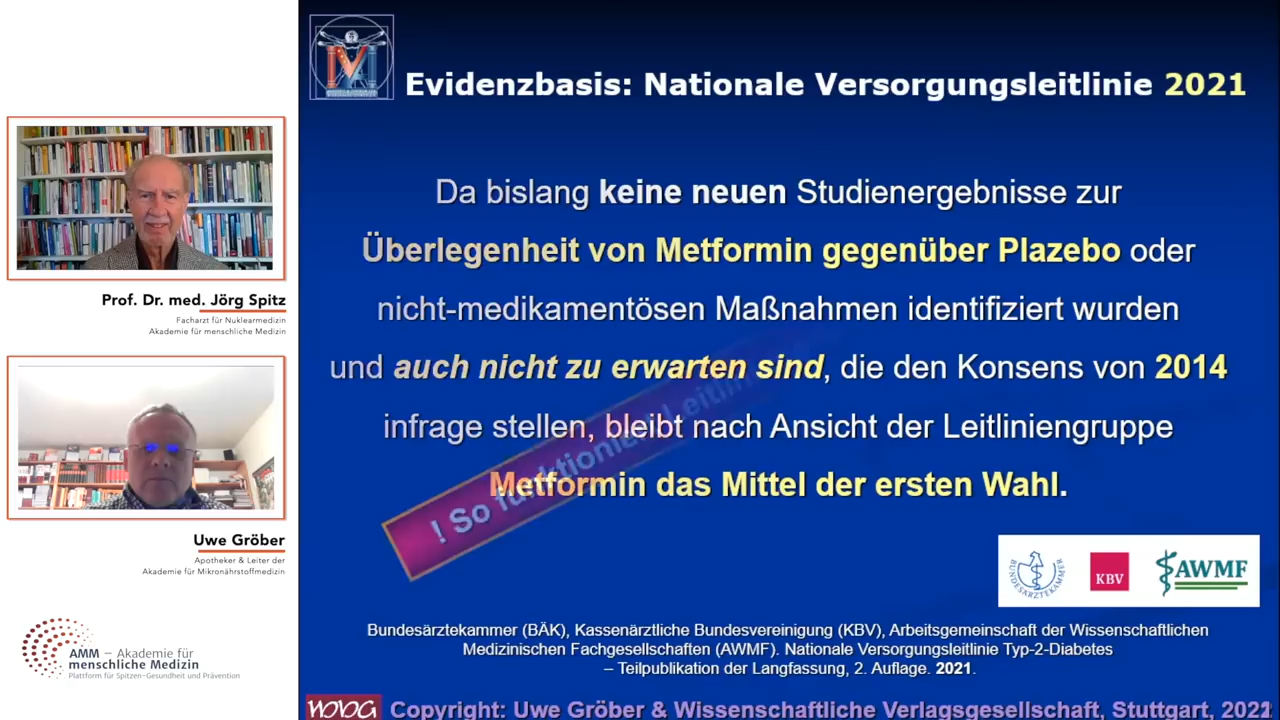 Evidenzbasis: Nationale Versorgungsleitlinie 2021
Da bislang keine neuen Studienergebnisse zur
Überlegenheit von Metformin gegenüber Plazebo oder
nicht-medikamentösen Maßnahmen identifiziert wurden
und auch nicht zu erwarten sind, die den Konsens von 2014
infrage stellen, bleibt nach Ansicht der Leitliniengruppe
Metformin das Mittel der ersten Wahl.
! So funktionieren Leitlin
Prof. Dr. med. Jörg Spitz
Facharzt für Nuklearmedizin
Akademie für menschliche Medizin
Uwe Gröber
Apotheker & Leiter der
Akademie für Mikronährstoffmedizin
AMM – Akademie für
menschliche Medizin
Plattform für Spitzen-Gesundheit und Prävention
BUNDESÄRZTEKAMMER
KBV
AWMF
Bundesärztekammer (BÄK), Kassenärztliche Bundesvereinigung (KBV), Arbeitsgemeinschaft der Wissenschaftlichen
Medizinischen Fachgesellschaften (AWMF). Nationale Versorgungsleitlinie Typ-2-Diabetes
– Teilpublikation der Langfassung, 2. Auflage. 2021.
Copyright: Uwe Gröber & Wissenschaftliche Verlagsgesellschaft, Stuttgart, 2021